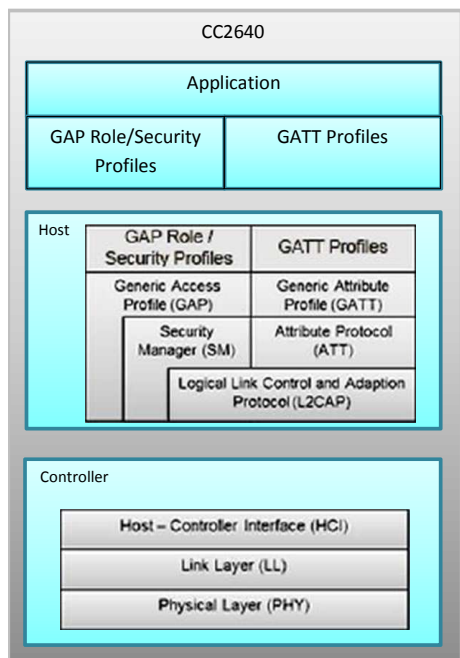 CC2640
Application
GAP Role/Security
Profiles
GATT Profiles
Host
GAP Role /
Security Profiles
GATT Profiles
Generic Access
Profile (GAP)
Generic Attribute
Profile (GATT)
Security
Manager (SM)
Attribute Protocol
(ATT)
Logical Link Control and Adaption
Protocol (L2CAP)
Controller
Host – Controller Interface (HCI)
Link Layer (LL)
Physical Layer (PHY)